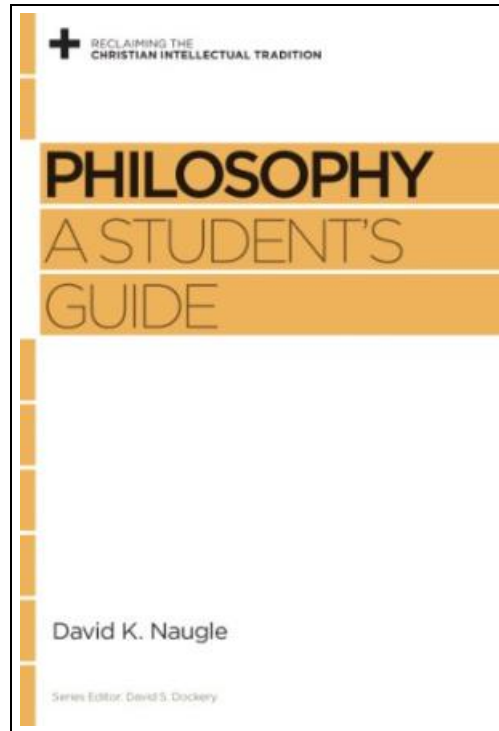 RECLAIMING THE
CHRISTIAN INTELLECTUAL TRADITION
PHILOSOPHY
A STUDENT'S
GUIDE
David K. Naugle
Series Editor: David S. Dockery